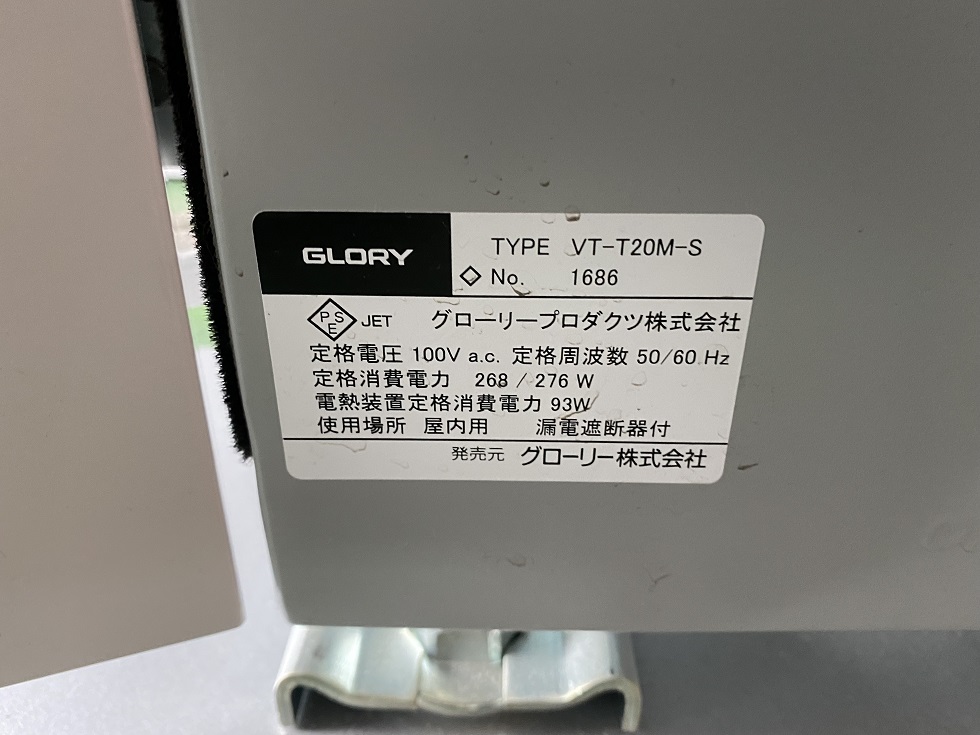 GLORY
TYPE VT-T20M-S
◇ No. 1686
PSE JET グローリープロダクツ株式会社
定格電圧 100V a.c. 定格周波数 50/60 Hz
定格消費電力 268 / 276 W
電熱装置定格消費電力 93W
使用場所 屋内用 漏電遮断器付
発売元 グローリー株式会社